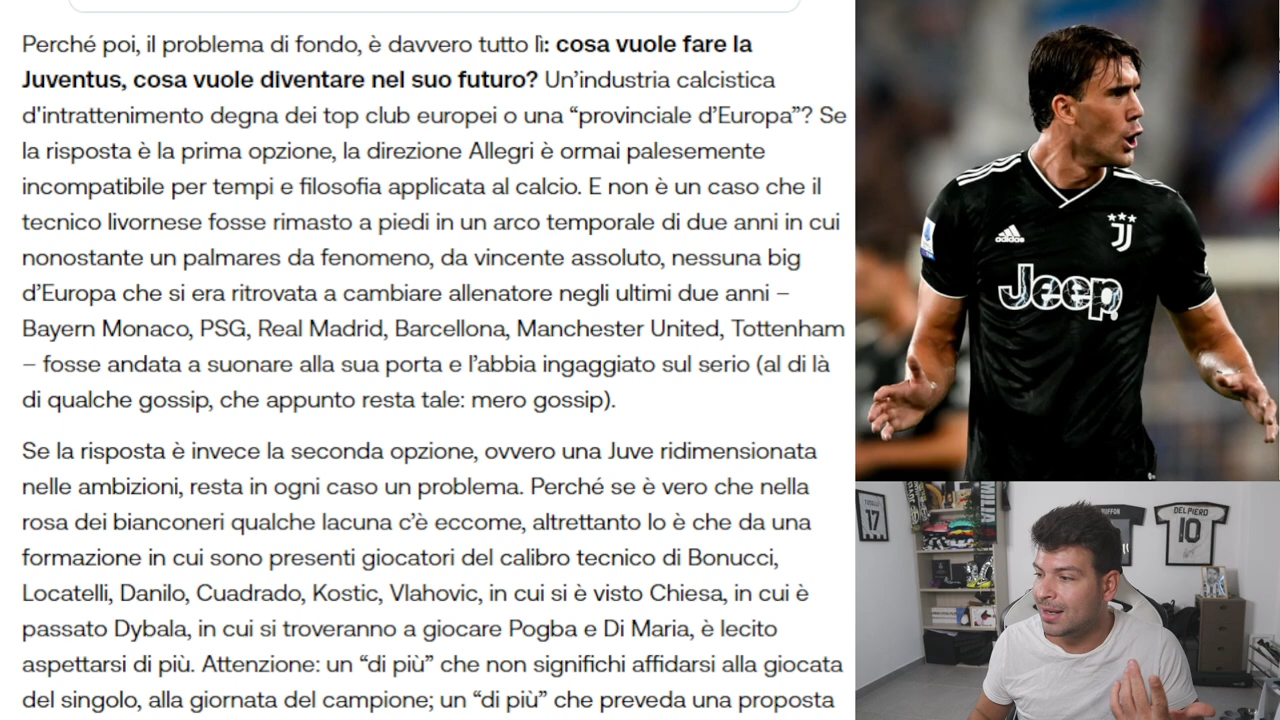 Perché poi, il problema di fondo, è davvero tutto lì: cosa vuole fare la
Juventus, cosa vuole diventare nel suo futuro? Un’industria calcistica
d'intrattenimento degna dei top club europei o una “provinciale d’Europa”? Se
la risposta è la prima opzione, la direzione Allegri è ormai palesemente
incompatibile per tempi e filosofia applicata al calcio. E non è un caso che il
tecnico livornese fosse rimasto a piedi in un arco temporale di due anni in cui
nonostante un palmares da fenomeno, da vincente assoluto, nessuna big
d’Europa che si era ritrovata a cambiare allenatore negli ultimi due anni –
Bayern Monaco, PSG, Real Madrid, Barcellona, Manchester United, Tottenham
– fosse andata a suonare alla sua porta e l’abbia ingaggiato sul serio (al di là
di qualche gossip, che appunto resta tale: mero gossip).
Se la risposta è invece la seconda opzione, ovvero una Juve ridimensionata
nelle ambizioni, resta in ogni caso un problema. Perché se è vero che nella
rosa dei bianconeri qualche lacuna c’è eccome, altrettanto lo è che da una
formazione in cui sono presenti giocatori del calibro tecnico di Bonucci,
Locatelli, Danilo, Cuadrado, Kostic, Vlahovic, in cui si è visto Chiesa, in cui è
passato Dybala, in cui si troveranno a giocare Pogba e Di Maria, è lecito
aspettarsi di più. Attenzione: un “di più” che non significhi affidarsi alla giocata
del singolo, alla giornata del campione; un “di più” che preveda una proposta
adidas
Jeep
17
BUFFON
DEL PIERO
10